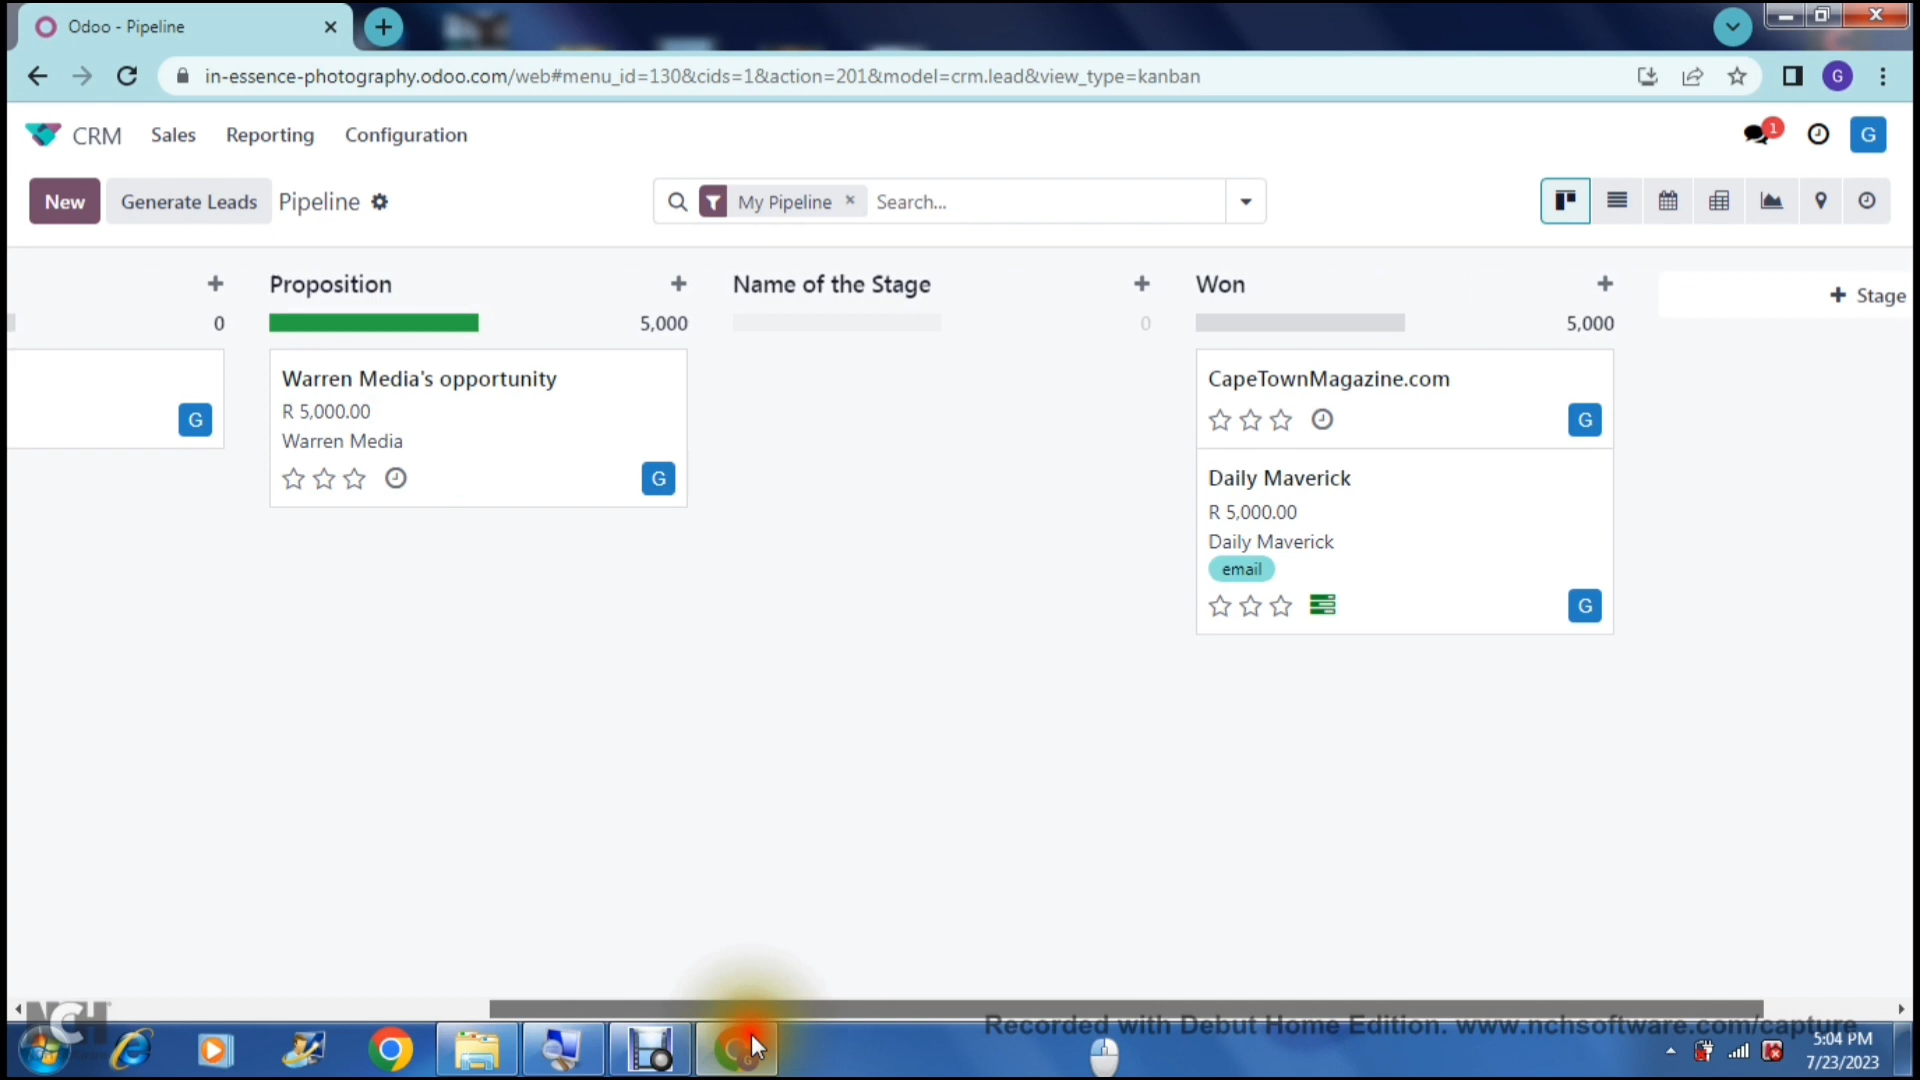 Odoo - Pipeline
in-essence-photography.odoo.com/web#menu_id=130&cids=1&action=201&model=crm.lead&view_type=kanban
G
CRM Sales Reporting Configuration
1
G
New Generate Leads Pipeline
My Pipeline × Search...
Proposition
Name of the Stage
Won
+ Stage
0
5,000
0
5,000
G
Warren Media's opportunity
R 5,000.00
Warren Media
G
CapeTownMagazine.com
G
Daily Maverick
R 5,000.00
Daily Maverick
email
G
NCH
Recorded with Debut Home Edition. www.nchsoftware.com/capture
5:04 PM
7/23/2023